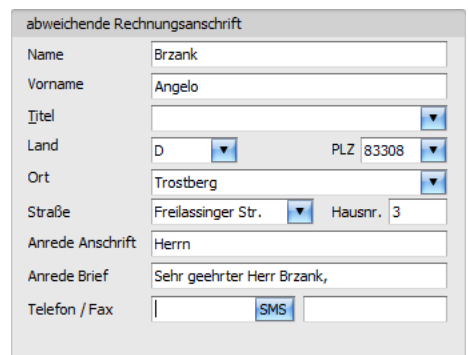 abweichende Rechnungsanschrift
Name Brzank
Vorname Angelo
Titel
Land D PLZ 83308
Ort Trostberg
Straße Freilassinger Str. Hausnr. 3
Anrede Anschrift Herrn
Anrede Brief Sehr geehrter Herr Brzank,
Telefon / Fax SMS